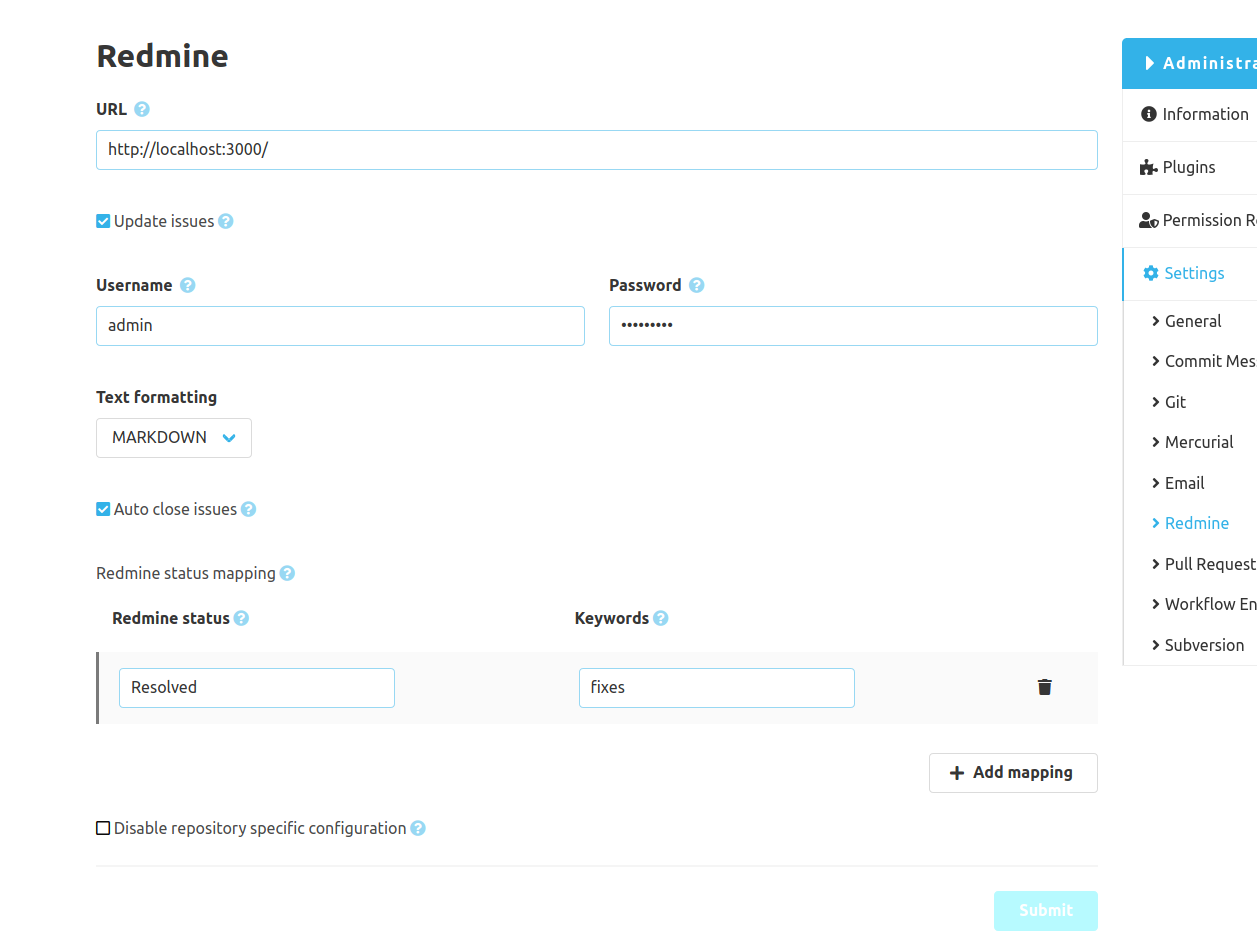 Redmine
URL
http://localhost:3000/
Update issues
Username
Password
admin
•••••••••
Text formatting
MARKDOWN
Auto close issues
Redmine status mapping
Redmine status
Keywords
Resolved
fixes
Add mapping
Disable repository specific configuration
Submit
Administra
Information
Plugins
Permission R
Settings
General
Commit Mes
Git
Mercurial
Email
Redmine
Pull Request
Workflow En
Subversion